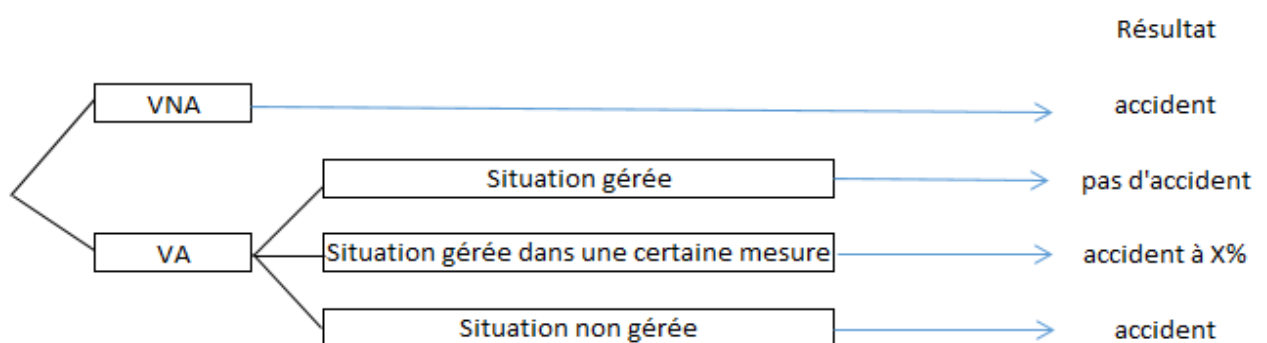 Résultat
VNA accident
Situation gérée pas d'accident
VA Situation gérée dans une certaine mesure accident à X%
Situation non gérée accident